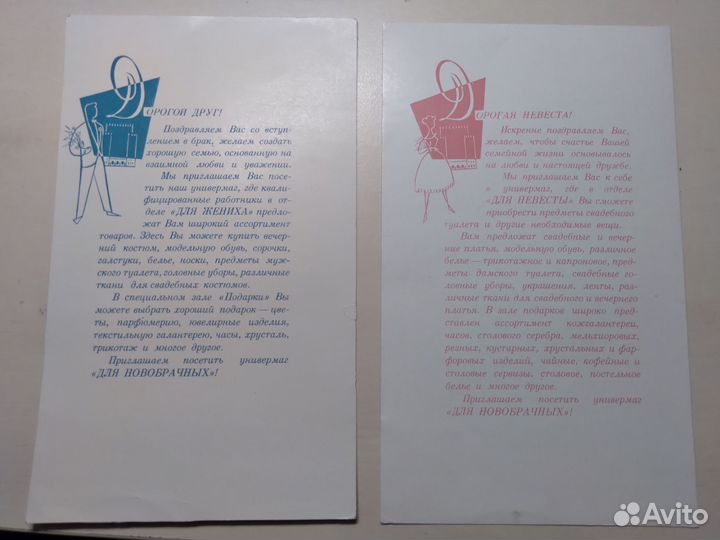 ДОРОГОЙ ДРУГ!
Поздравляем Вас со вступ-
лением в брак, желаем создать
хорошую семью, основанную на
взаимной любви и уважении.
Мы приглашаем Вас посе-
тить наш универмаг, где квали-
фицированные работники в от-
деле «ДЛЯ ЖЕНИХА» предло-
жат Вам широкий ассортимент
товаров. Здесь Вы можете купить вечер-
ний костюм, модельную обувь, сорочки,
галстуки, белье, носки, предметы муж-
ского туалета, головные уборы, различные
ткани для свадебных костюмов.
В специальном зале «Подарки» Вы
можете выбрать хороший подарок — цве-
ты, парфюмерию, ювелирные изделия,
текстильную галантерею, часы, хрусталь,
трикотаж и многое другое.
Приглашаем посетить универмаг
«ДЛЯ НОВОБРАЧНЫХ»!
ДОРОГАЯ НЕВЕСТА!
Искренне поздравляем Вас,
желаем, чтобы счастье Вашей
семейной жизни основывалось
на любви и настоящей дружбе.
Мы приглашаем Вас к себе
в универмаг, где в отделе
«ДЛЯ НЕВЕСТЫ» Вы сможете
приобрести предметы свадебного
туалета и другие необходимые вещи.
Вам предложат свадебные и вечер-
ние платья, модельную обувь, различное
белье — трикотажное и капроновое, пред-
меты дамского туалета, свадебные го-
ловные уборы, украшения, ленты, раз-
личные ткани для свадебного и вечернего
платья. В зале подарков широко пред-
ставлен ассортимент кожгалантереи,
часов, столового серебра, мельхиоровых,
резных, кустарных, хрустальных и фар-
форовых изделий, чайные, кофейные и
столовые сервизы, столовое, постельное
белье и многое другое.
Приглашаем посетить универмаг
«ДЛЯ НОВОБРАЧНЫХ»!
Avito